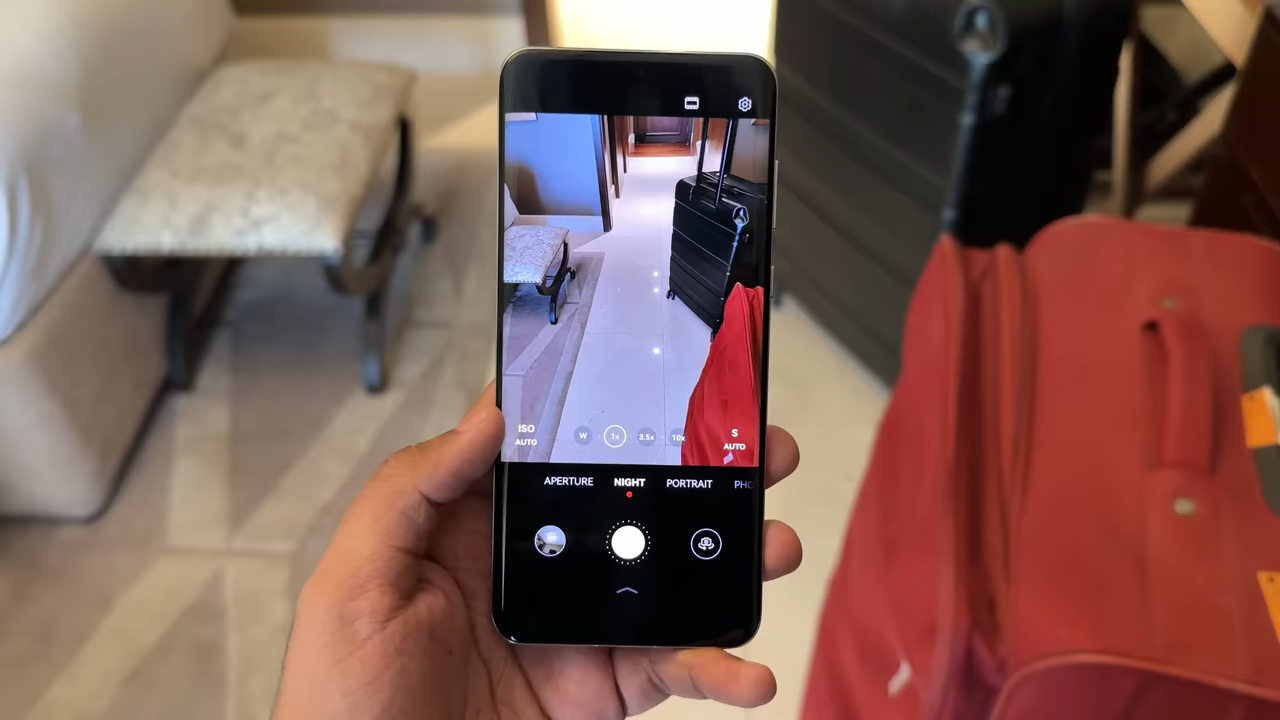 ISO
AUTO
W
1x
3.5x
10x
S
AUTO
APERTURE
NIGHT
PORTRAIT
PHO